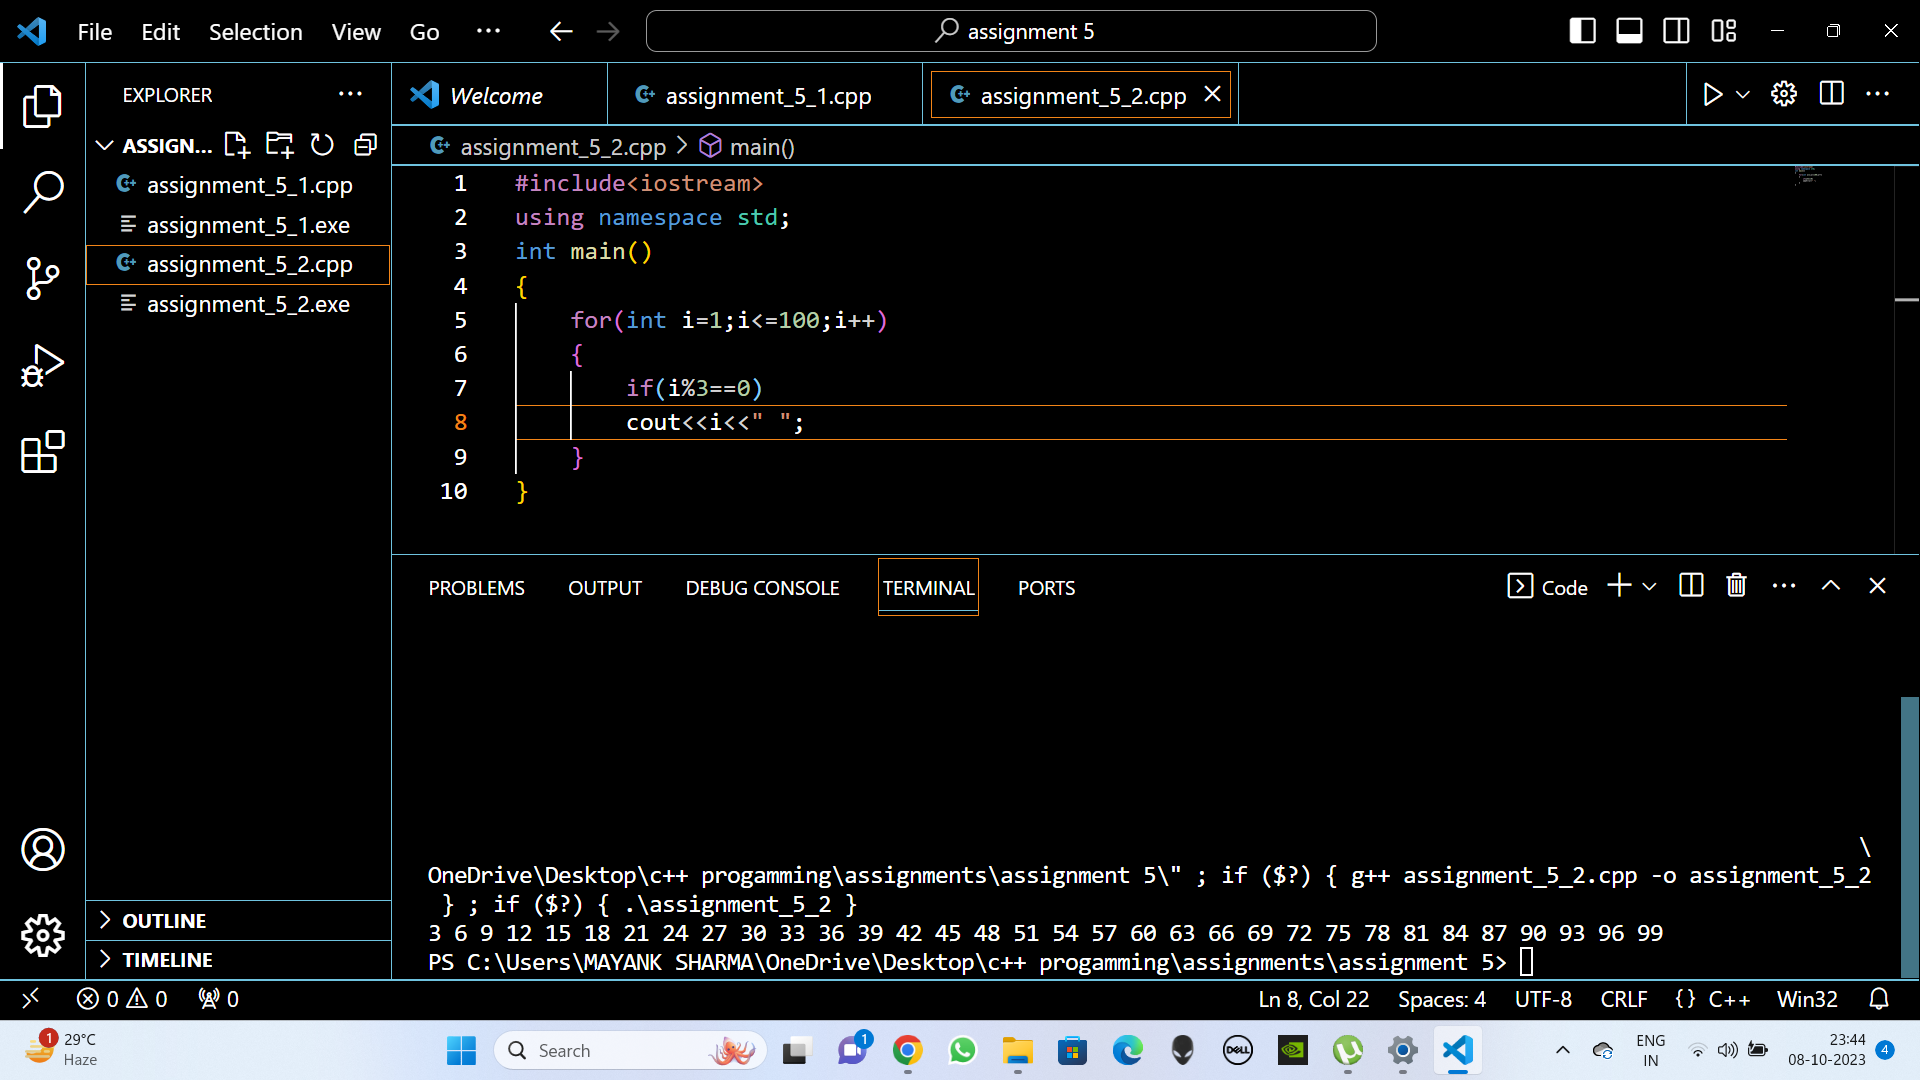 File Edit Selection View Go ... assignment 5
EXPLORER ...
ASSIGN...
assignment_5_1.cpp
assignment_5_1.exe
assignment_5_2.cpp
assignment_5_2.exe
OUTLINE
TIMELINE
Welcome assignment_5_1.cpp assignment_5_2.cpp
assignment_5_2.cpp > main()
1 #include<iostream>
2 using namespace std;
3 int main()
4 {
5 for(int i=1;i<=100;i++)
6 {
7 if(i%3==0)
8 cout<<i<<" ";
9 }
10 }
PROBLEMS OUTPUT DEBUG CONSOLE TERMINAL PORTS Code
\
OneDrive\Desktop\c++ progamming\assignments\assignment 5\" ; if ($?) { g++ assignment_5_2.cpp -o assignment_5_2
} ; if ($?) { .\assignment_5_2 }
3 6 9 12 15 18 21 24 27 30 33 36 39 42 45 48 51 54 57 60 63 66 69 72 75 78 81 84 87 90 93 96 99
PS C:\Users\MAYANK SHARMA\OneDrive\Desktop\c++ progamming\assignments\assignment 5>
0 0 0 Ln 8, Col 22 Spaces: 4 UTF-8 CRLF {} C++ Win32
1 29°C
Haze
Search
1
DELL
ENG
IN
23:44
08-10-2023
4